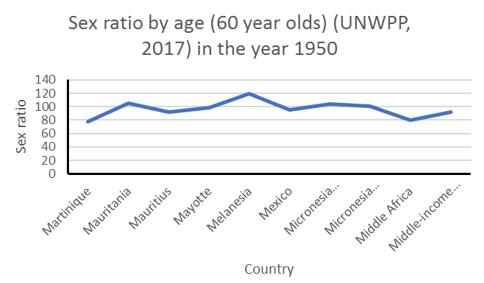 Sex ratio by age (60 year olds) (UNWPP,
2017) in the year 1950
140
120
100
80
60
40
20
0
Sex ratio
Martinique
Mauritania
Mauritius
Mayotte
Melanesia
Mexico
Micronesia...
Micronesia...
Middle Africa
Middle-income...
Country